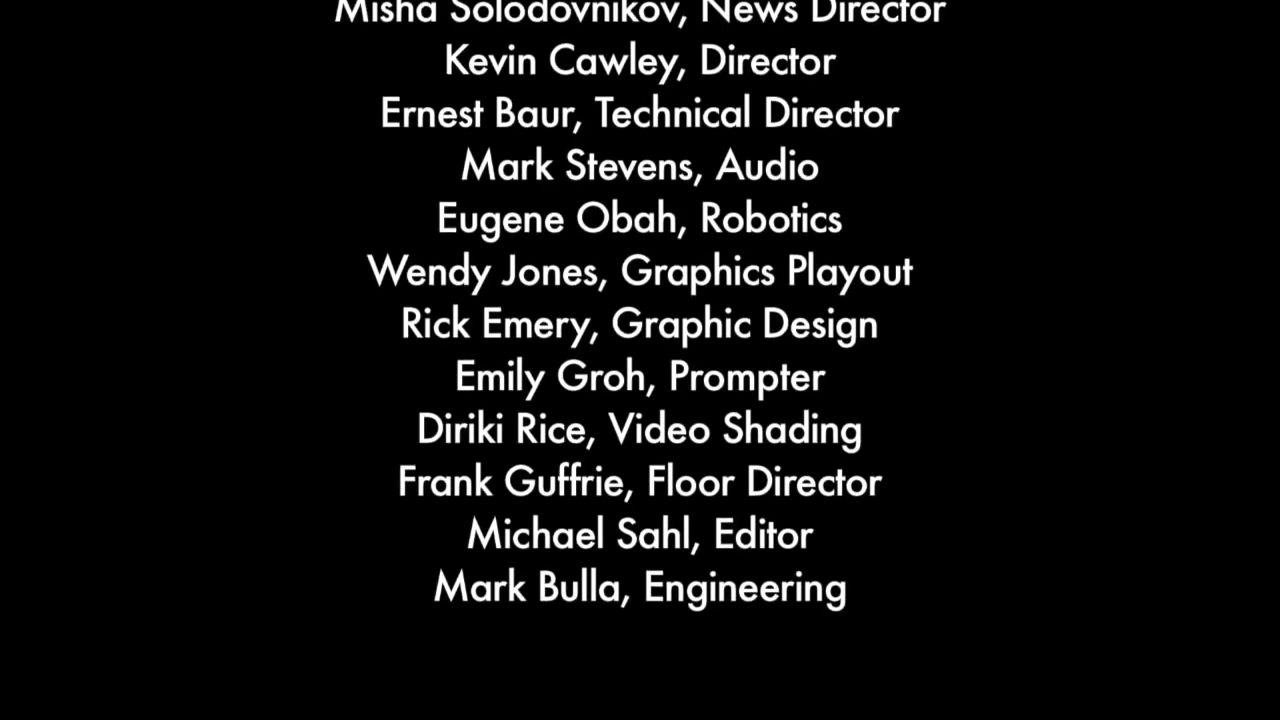 Misha Solodovnikov, News Director
Kevin Cawley, Director
Ernest Baur, Technical Director
Mark Stevens, Audio
Eugene Obah, Robotics
Wendy Jones, Graphics Playout
Rick Emery, Graphic Design
Emily Groh, Prompter
Diriki Rice, Video Shading
Frank Guffrie, Floor Director
Michael Sahl, Editor
Mark Bulla, Engineering